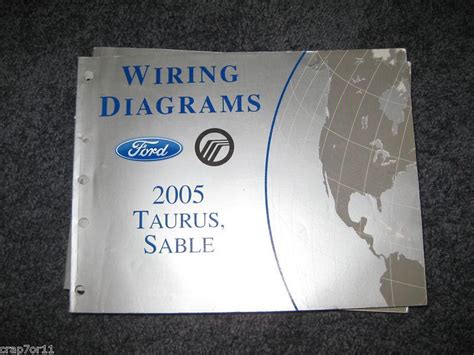 WIRING
DIAGRAMS
Ford
2005
TAURUS,
SABLE
crap7or11